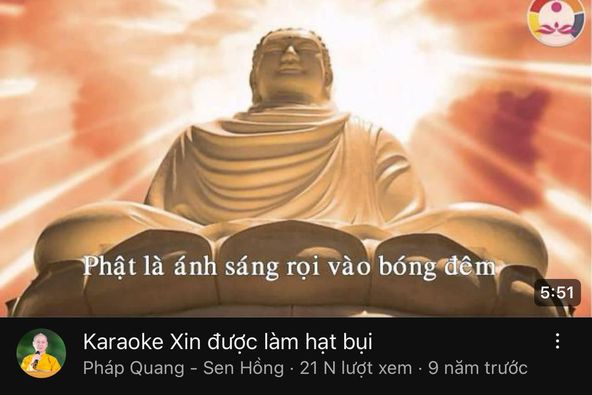 Phật là ánh sáng rọi vào bóng đêm
5:51
Karaoke Xin được làm hạt bụi
Pháp Quang - Sen Hồng · 21 N lượt xem · 9 năm trước